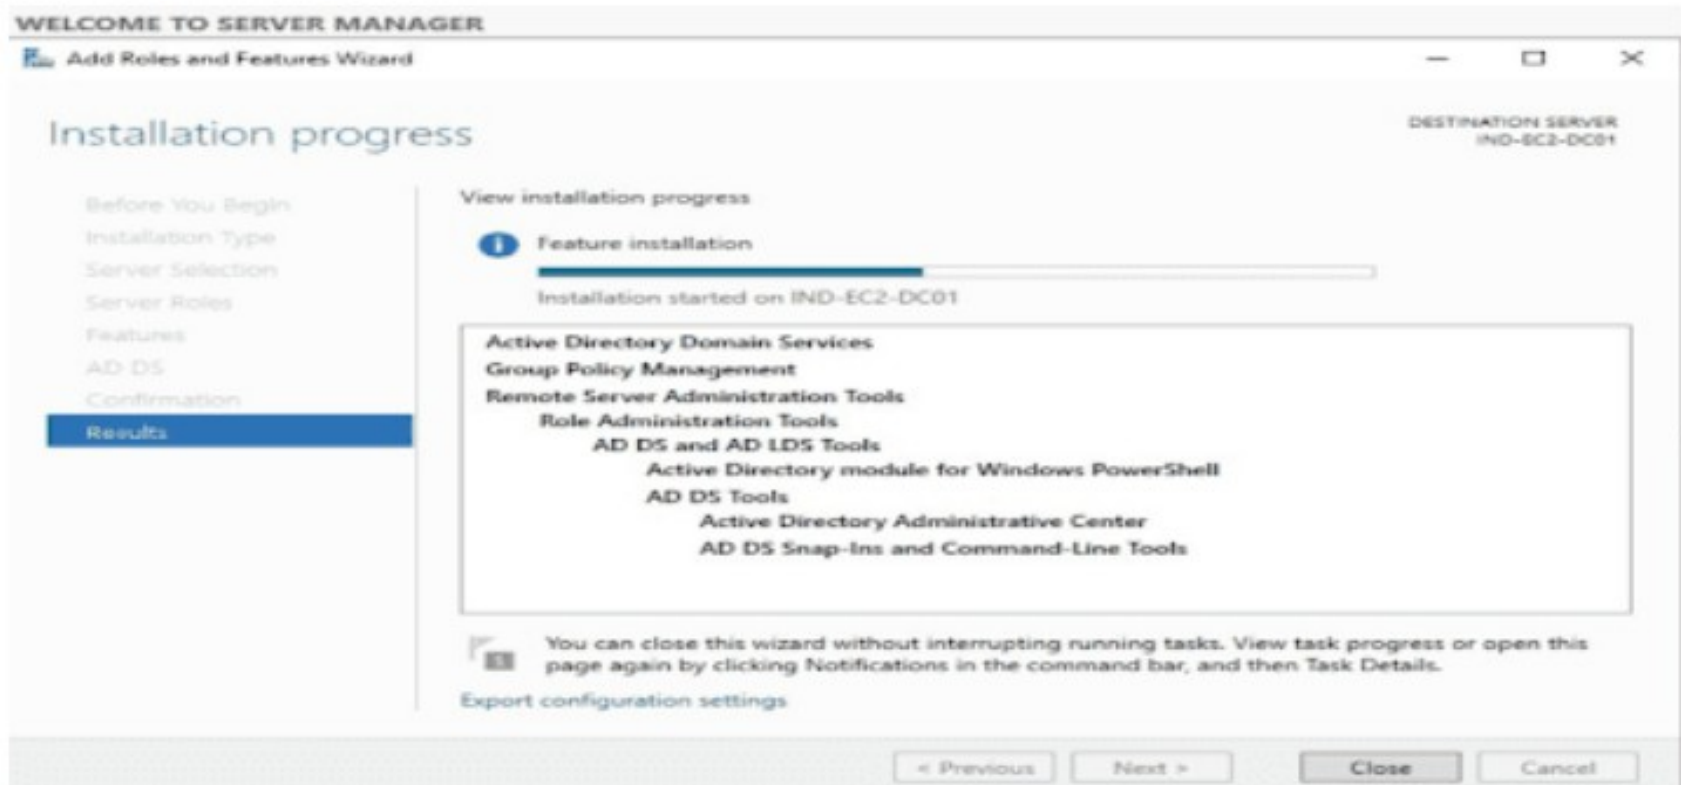 WELCOME TO SERVER MANAGER
Add Roles and Features Wizard
Installation progress
DESTINATION SERVER
IND-EC2-DC01
Before You Begin
Installation Type
Server Selection
Server Roles
Features
AD DS
Confirmation
Results
View installation progress
Feature installation
Installation started on IND-EC2-DC01
Active Directory Domain Services
Group Policy Management
Remote Server Administration Tools
Role Administration Tools
AD DS and AD LDS Tools
Active Directory module for Windows PowerShell
AD DS Tools
Active Directory Administrative Center
AD DS Snap-Ins and Command-Line Tools
You can close this wizard without interrupting running tasks. View task progress or open this
page again by clicking Notifications in the command bar, and then Task Details.
Export configuration settings
< Previous
Next >
Close
Cancel